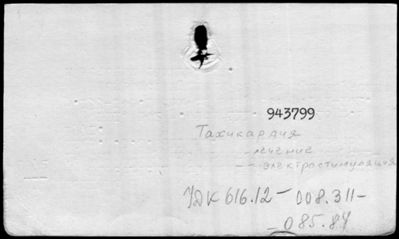 943799
Тахикардия
-лечение
-- электростимуляция
УДК 616.12-008.311-
-085.84